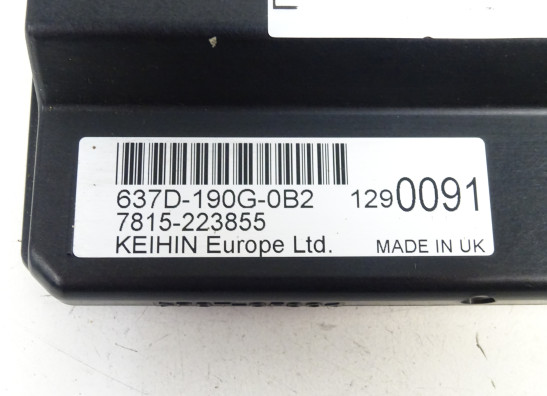 637D-190G-0B2 1290091
7815-223855
KEIHIN Europe Ltd. MADE IN UK